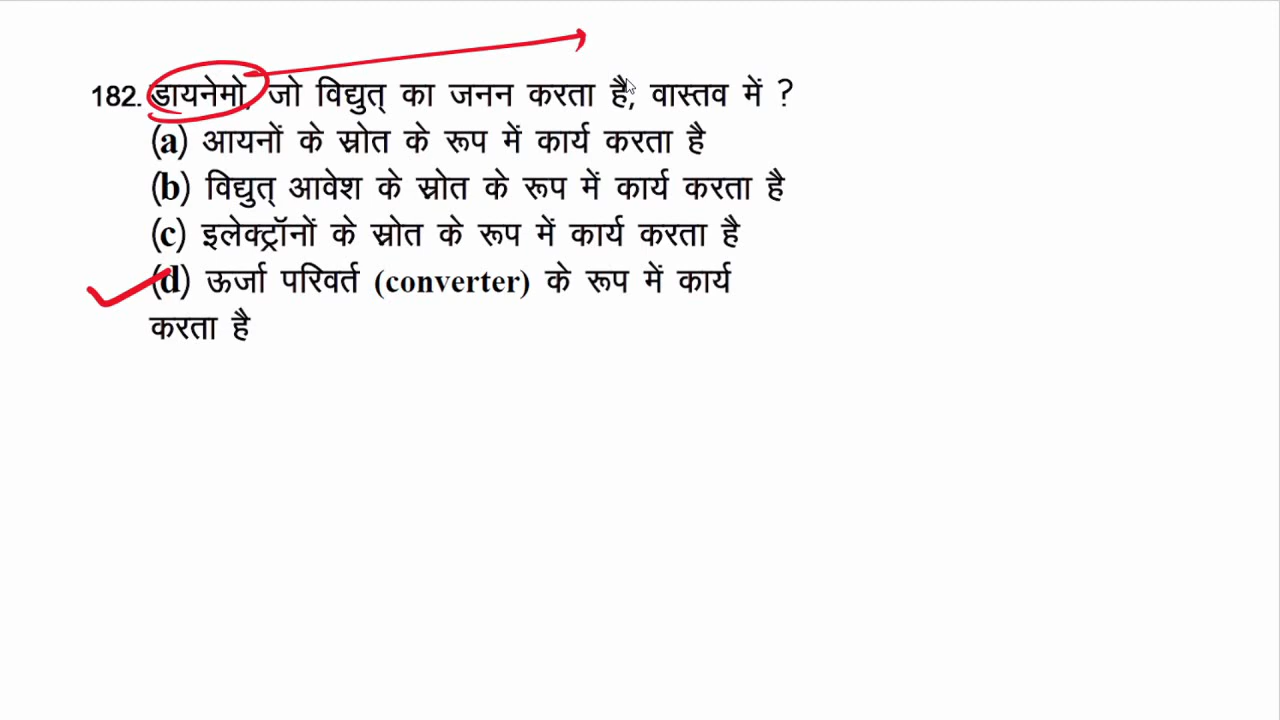 182. डायनेमो, जो विद्युत् का जनन करता है, वास्तव में ?
(a) आयनों के स्रोत के रूप में कार्य करता है
(b) विद्युत् आवेश के स्रोत के रूप में कार्य करता है
(c) इलेक्ट्रॉनों के स्रोत के रूप में कार्य करता है
(d) ऊर्जा परिवर्त (converter) के रूप में कार्य
करता है